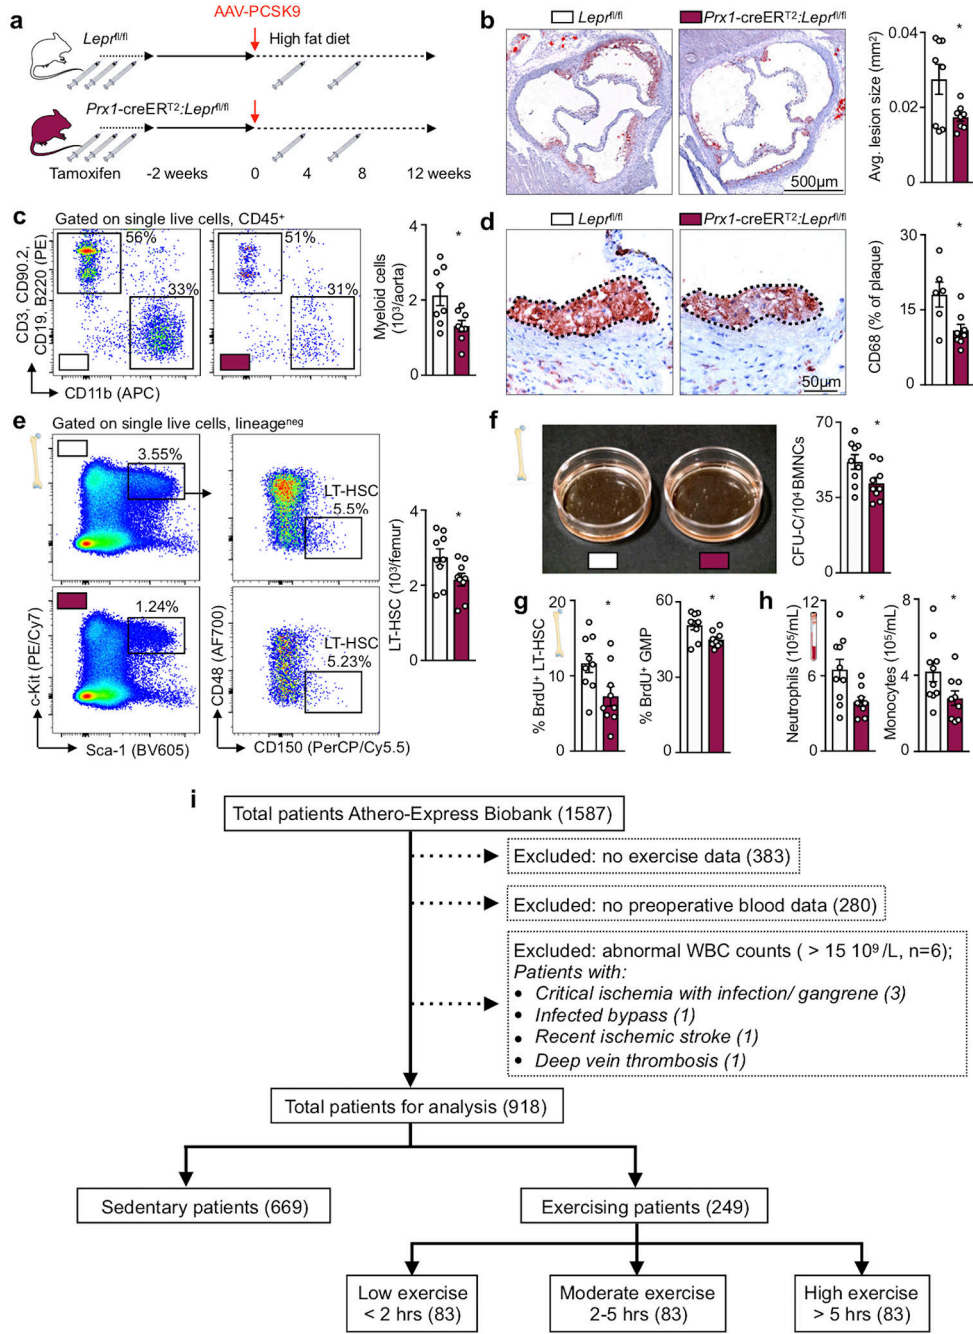 a
AAV-PCSK9
Lepr^fl/fl
High fat diet
Prx1-creER^T2:Lepr^fl/fl
Tamoxifen -2 weeks 0 4 8 12 weeks
b
Lepr^fl/fl
Prx1-creER^T2:Lepr^fl/fl
500µm
Avg. lesion size (mm²)
0.04
0.02
0
*
c
Gated on single live cells, CD45⁺
CD3, CD90.2,
CD19, B220 (PE)
56%
33%
51%
31%
CD11b (APC)
Myeloid cells
(10³/aorta)
6
4
2
0
*
d
Lepr^fl/fl
Prx1-creER^T2:Lepr^fl/fl
50µm
CD68 (% of plaque)
30
15
0
*
e
Gated on single live cells, lineage^neg
3.55%
LT-HSC
5.5%
1.24%
LT-HSC
5.23%
c-Kit (PE/Cy7)
Sca-1 (BV605)
CD48 (AF700)
CD150 (PerCP/Cy5.5)
LT-HSC (10³/femur)
4
2
0
*
f
CFU-C/10⁴ BMNCs
70
35
0
*
g
% BrdU⁺ LT-HSC
20
10
0
*
% BrdU⁺ GMP
60
30
0
*
h
Neutrophils (10⁵/mL)
12
6
0
*
Monocytes (10⁵/mL)
8
4
0
*
i
Total patients Athero-Express Biobank (1587)
Excluded: no exercise data (383)
Excluded: no preoperative blood data (280)
Excluded: abnormal WBC counts ( > 15 10⁹ /L, n=6);
Patients with:
• Critical ischemia with infection/ gangrene (3)
• Infected bypass (1)
• Recent ischemic stroke (1)
• Deep vein thrombosis (1)
Total patients for analysis (918)
Sedentary patients (669)
Exercising patients (249)
Low exercise
< 2 hrs (83)
Moderate exercise
2-5 hrs (83)
High exercise
> 5 hrs (83)